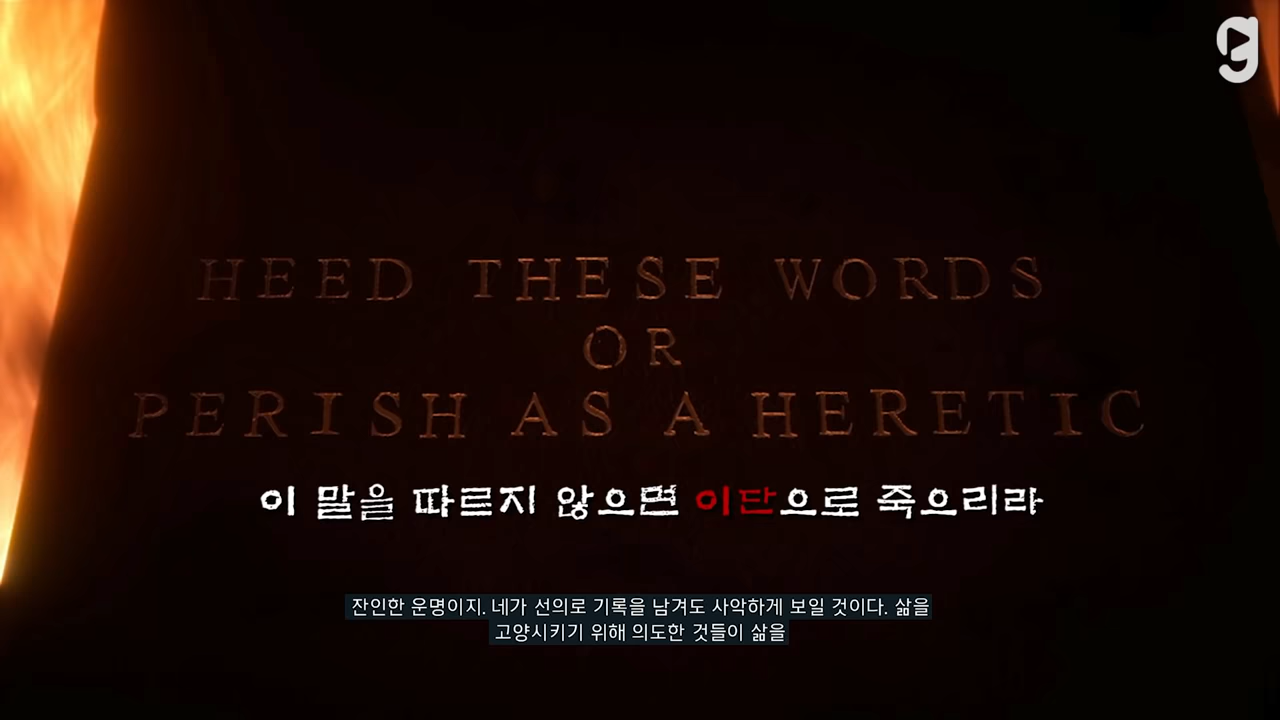 g
HEED THESE WORDS
OR
PERISH AS A HERETIC
이 말을 따르지 않으면 이단으로 죽으리라
잔인한 운명이지. 네가 선의로 기록을 남겨도 사악하게 보일 것이다. 삶을
고양시키기 위해 의도한 것들이 삶을